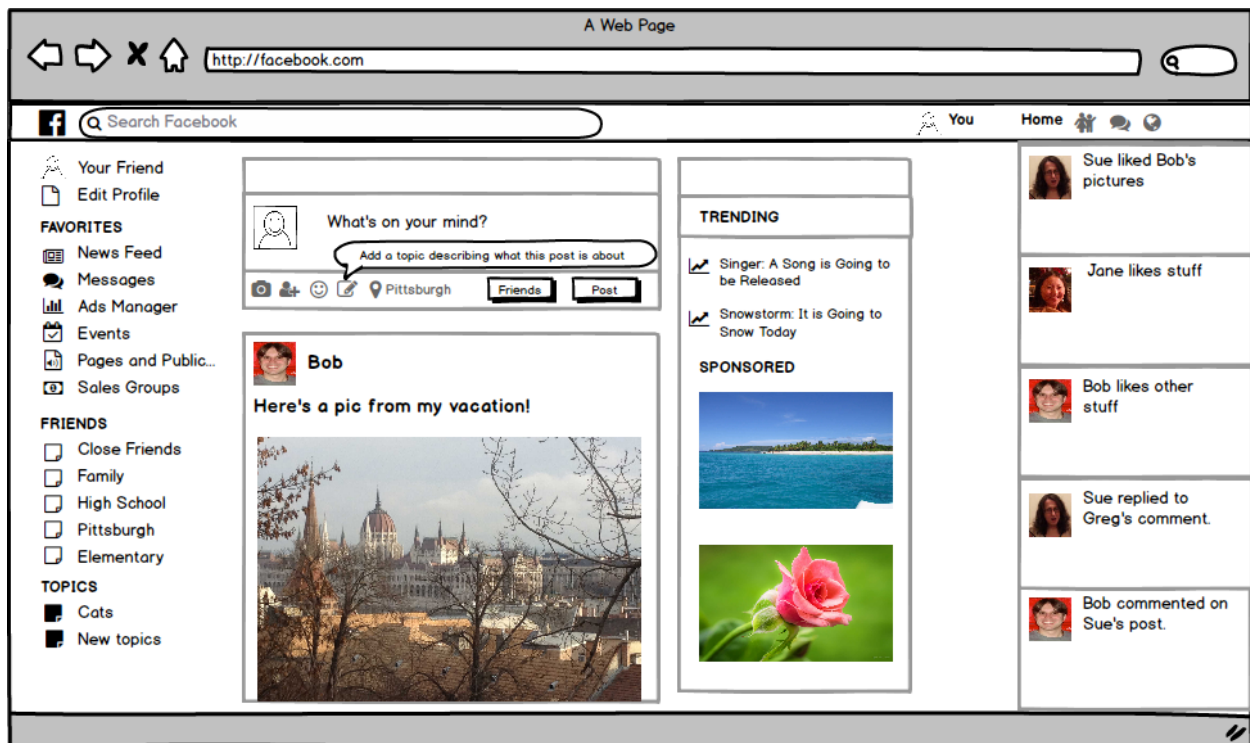 A Web Page
http://facebook.com
Search Facebook
You
Home
Your Friend
Edit Profile
FAVORITES
News Feed
Messages
Ads Manager
Events
Pages and Public...
Sales Groups
FRIENDS
Close Friends
Family
High School
Pittsburgh
Elementary
TOPICS
Cats
New topics
What's on your mind?
Add a topic describing what this post is about
Pittsburgh
Friends
Post
Bob
Here's a pic from my vacation!
TRENDING
Singer: A Song is Going to
be Released
Snowstorm: It is Going to
Snow Today
SPONSORED
Sue liked Bob's
pictures
Jane likes stuff
Bob likes other
stuff
Sue replied to
Greg's comment.
Bob commented on
Sue's post.